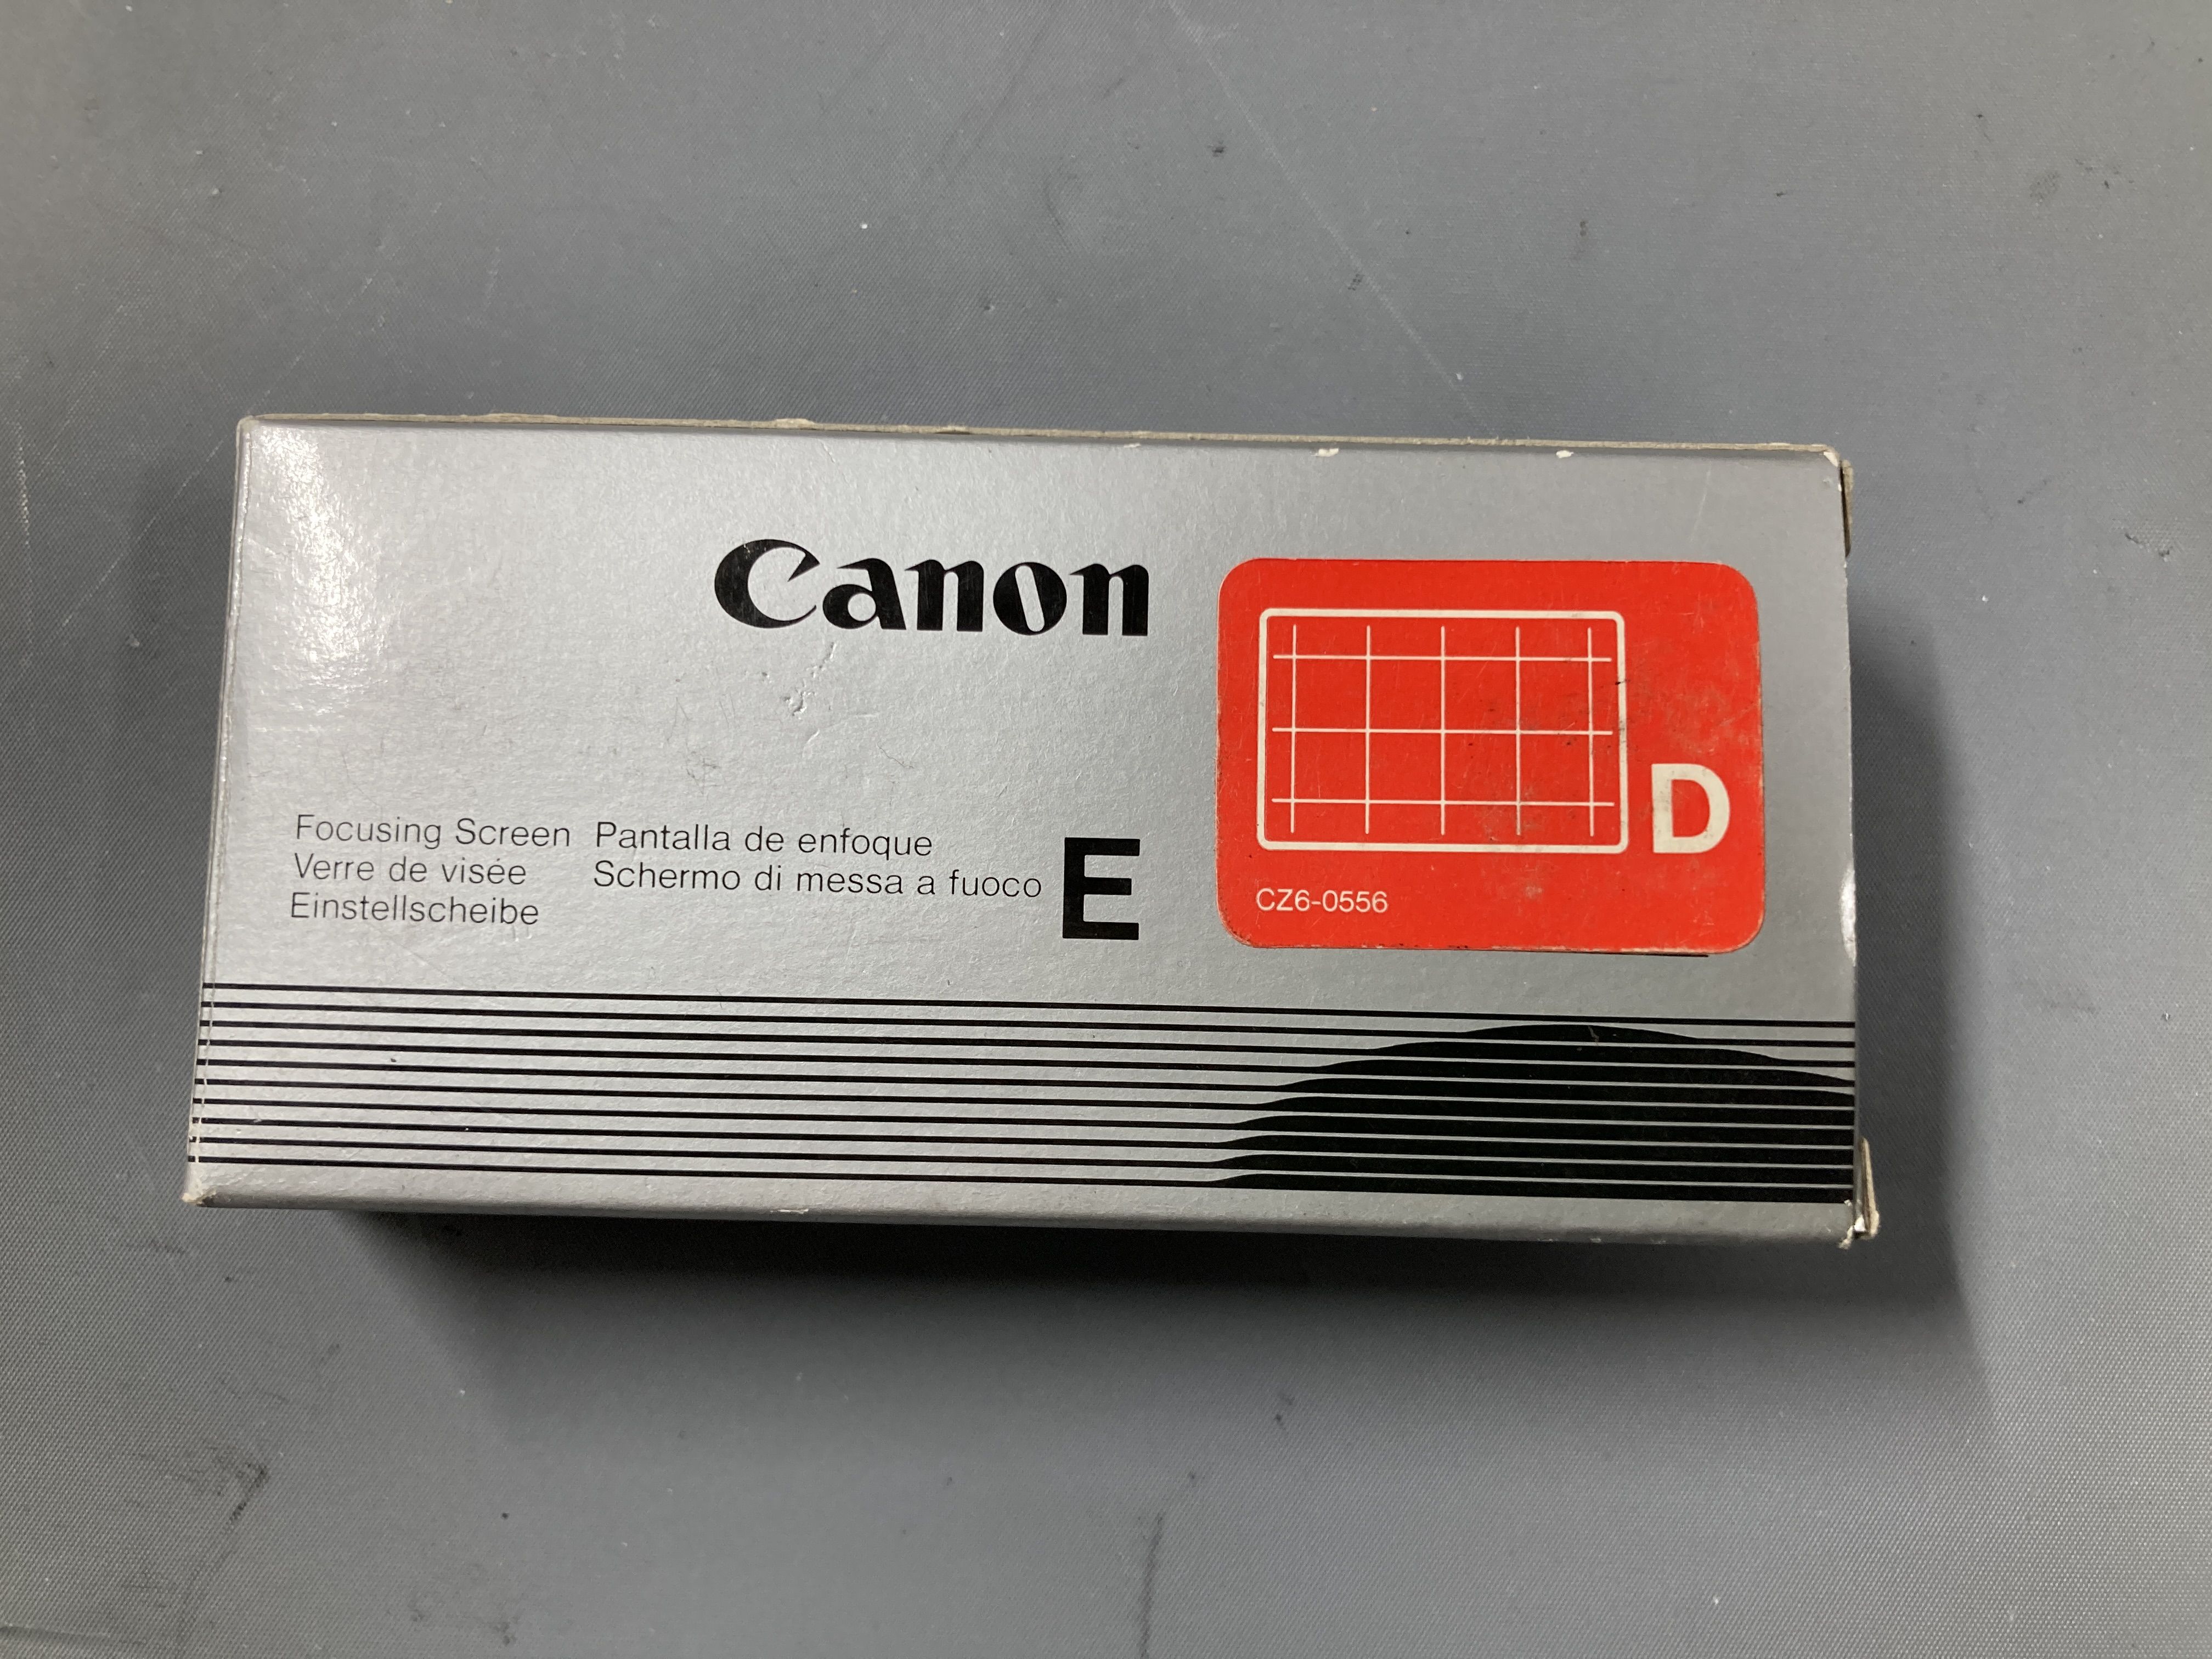 Canon
Focusing Screen
Verre de visée
Einstellscheibe
Pantalla de enfoque
Schermo di messa a fuoco
E
D
CZ6-0556